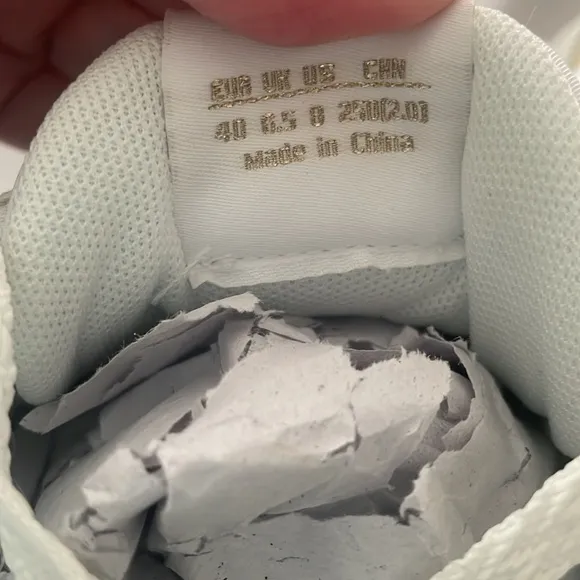 EUR UK US CHN
40 6.5 8 250(2.0)
Made in China